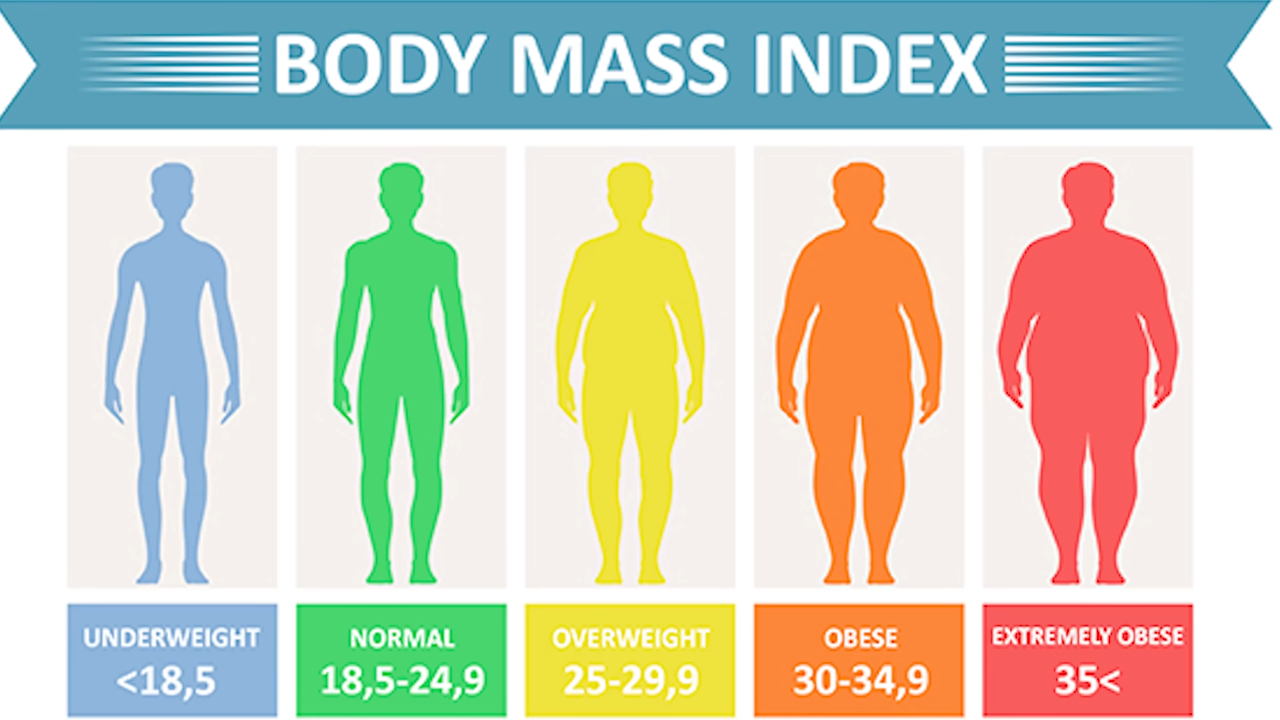 BODY MASS INDEX
UNDERWEIGHT
<18,5
NORMAL
18,5-24,9
OVERWEIGHT
25-29,9
OBESE
30-34,9
EXTREMELY OBESE
35<